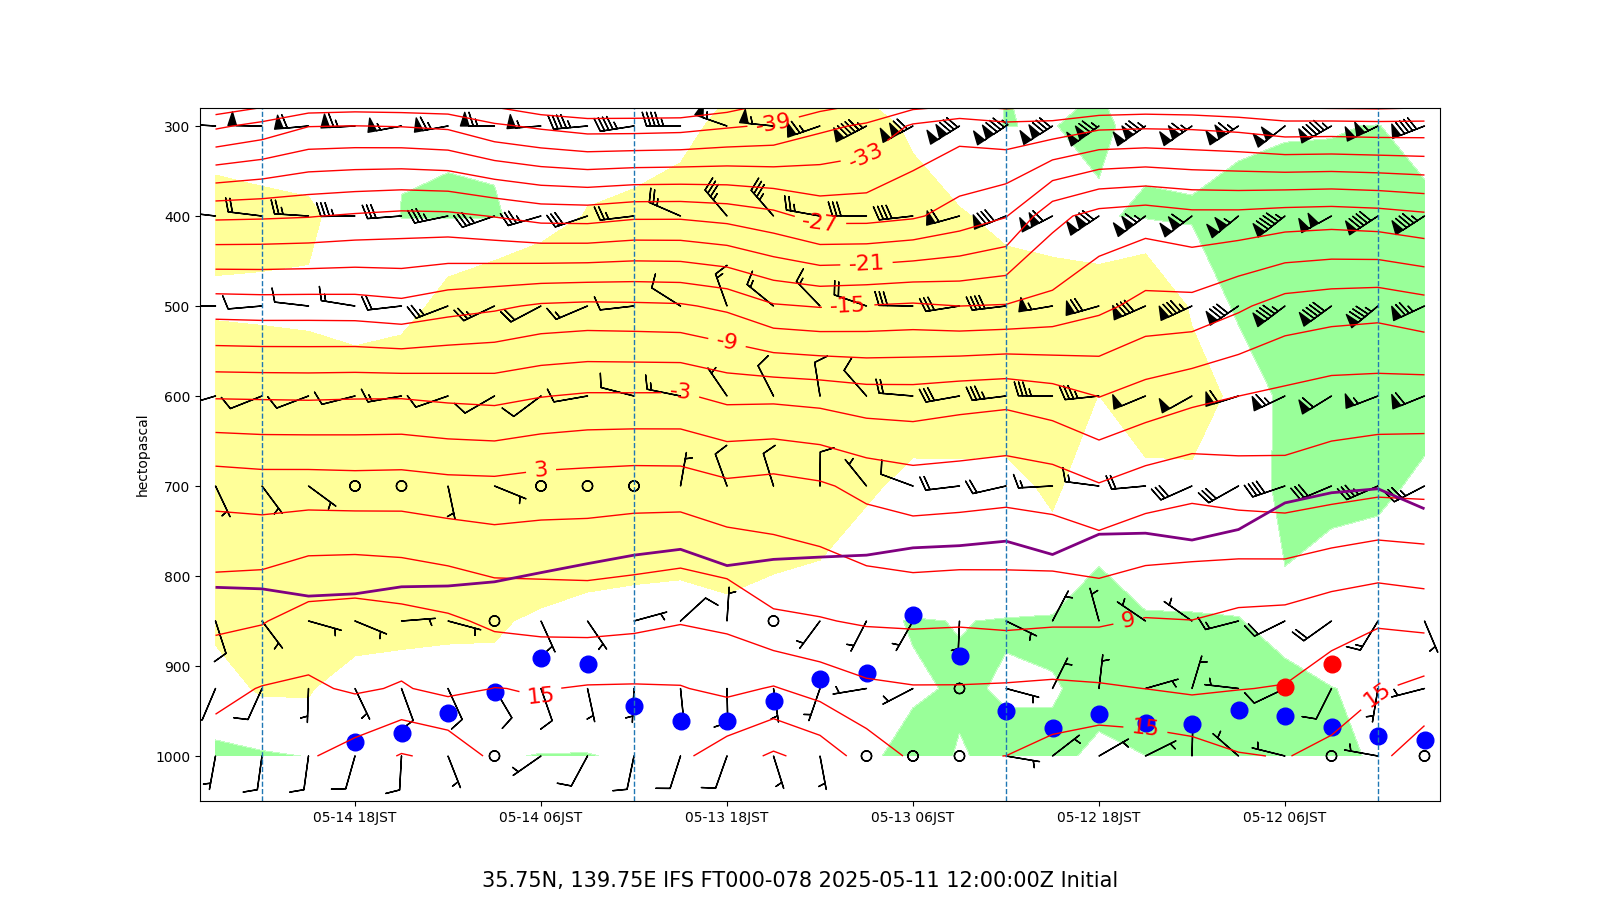 300
400
500
600
700
800
900
1000
hectopascal
-39
-33
-27
-21
-15
-9
-3
3
9
15
15
15
05-14 18JST
05-14 06JST
05-13 18JST
05-13 06JST
05-12 18JST
05-12 06JST
35.75N, 139.75E IFS FT000-078 2025-05-11 12:00:00Z Initial